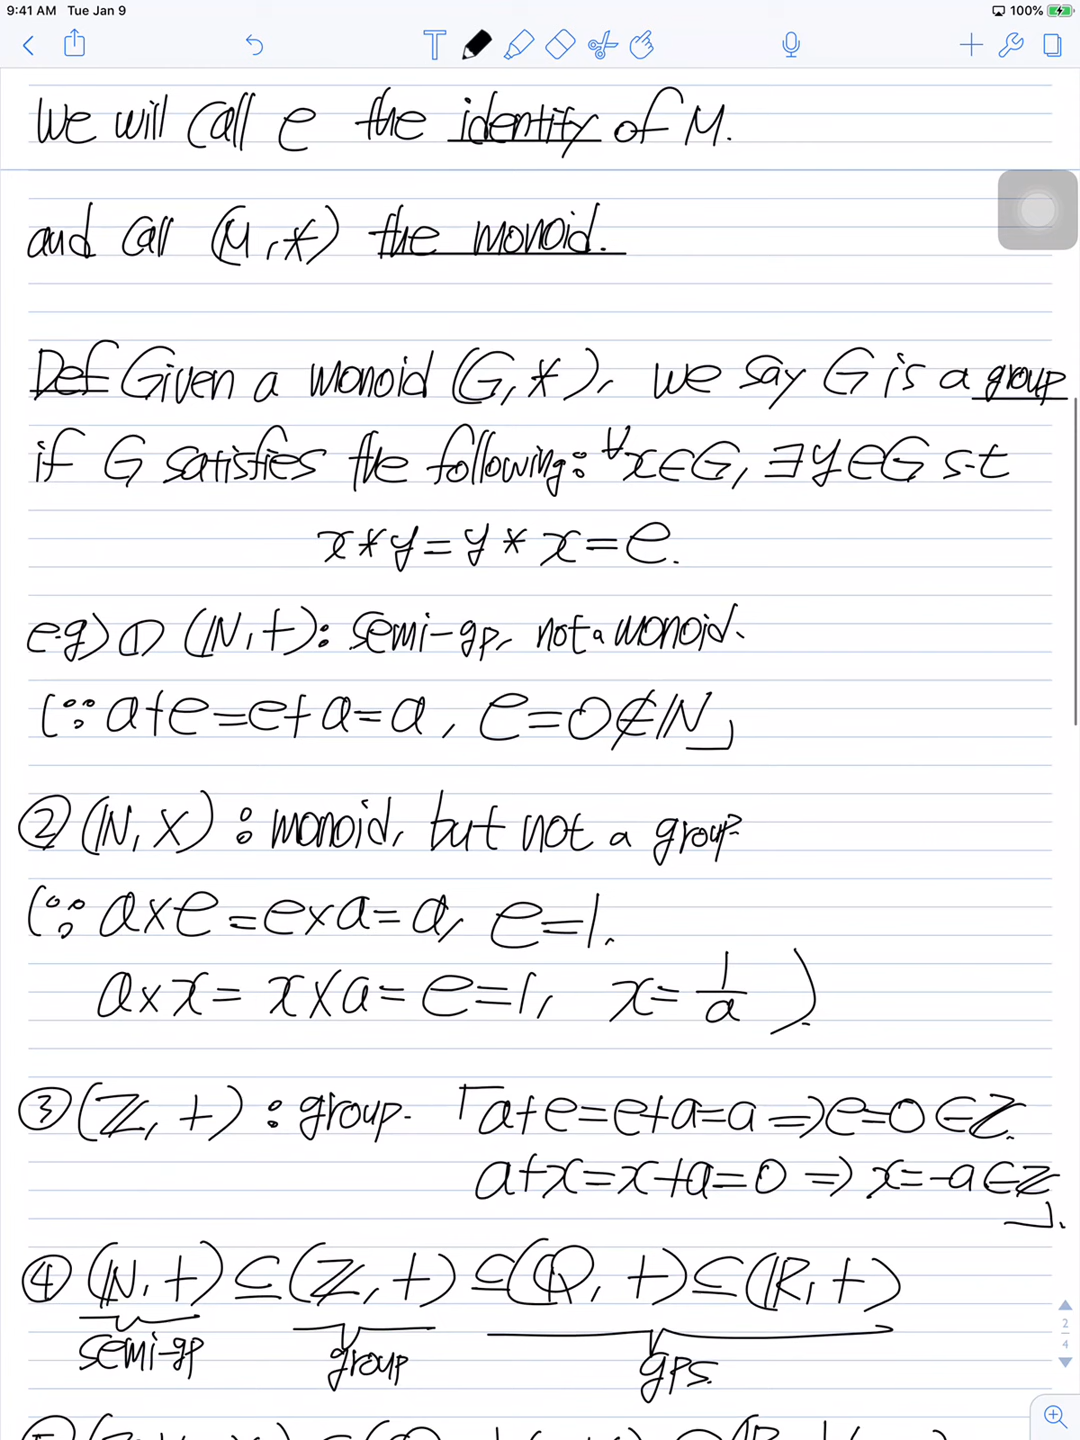 9:41 AM Tue Jan 9
100%
We will call e the identity of M.
and call (M,*) the monoid.
Def Given a monoid (G,*), we say G is a group
if G satisfies the following: ∀x∈G, ∃y∈G s.t
x*y=y*x=e.
e.g) ① (ℕ,+): semi-gp, not a monoid.
(∵ a+e=e+a=a, e=0∉ℕ」
② (ℕ,×): monoid, but not a group.
(∵ a×e=e×a=a, e=1.
a×x=x×a=e=1, x=1/a)
③ (ℤ,+): group. 「a+e=e+a=a ⇒ e=0∈ℤ.
a+x=x+a=0 ⇒ x=-a∈ℤ
」.
④ (ℕ,+)⊆(ℤ,+)⊆(ℚ,+)⊆(ℝ,+)
semi-gp group gps.
2
4